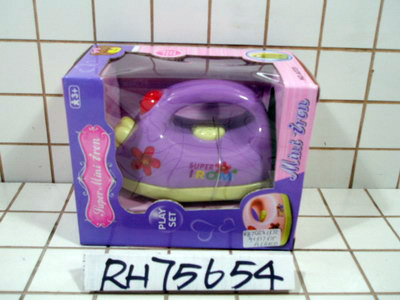 3+
Super Mini Iron
SUPER
IRON
PLAY
SET
Mini Iron
RH75654